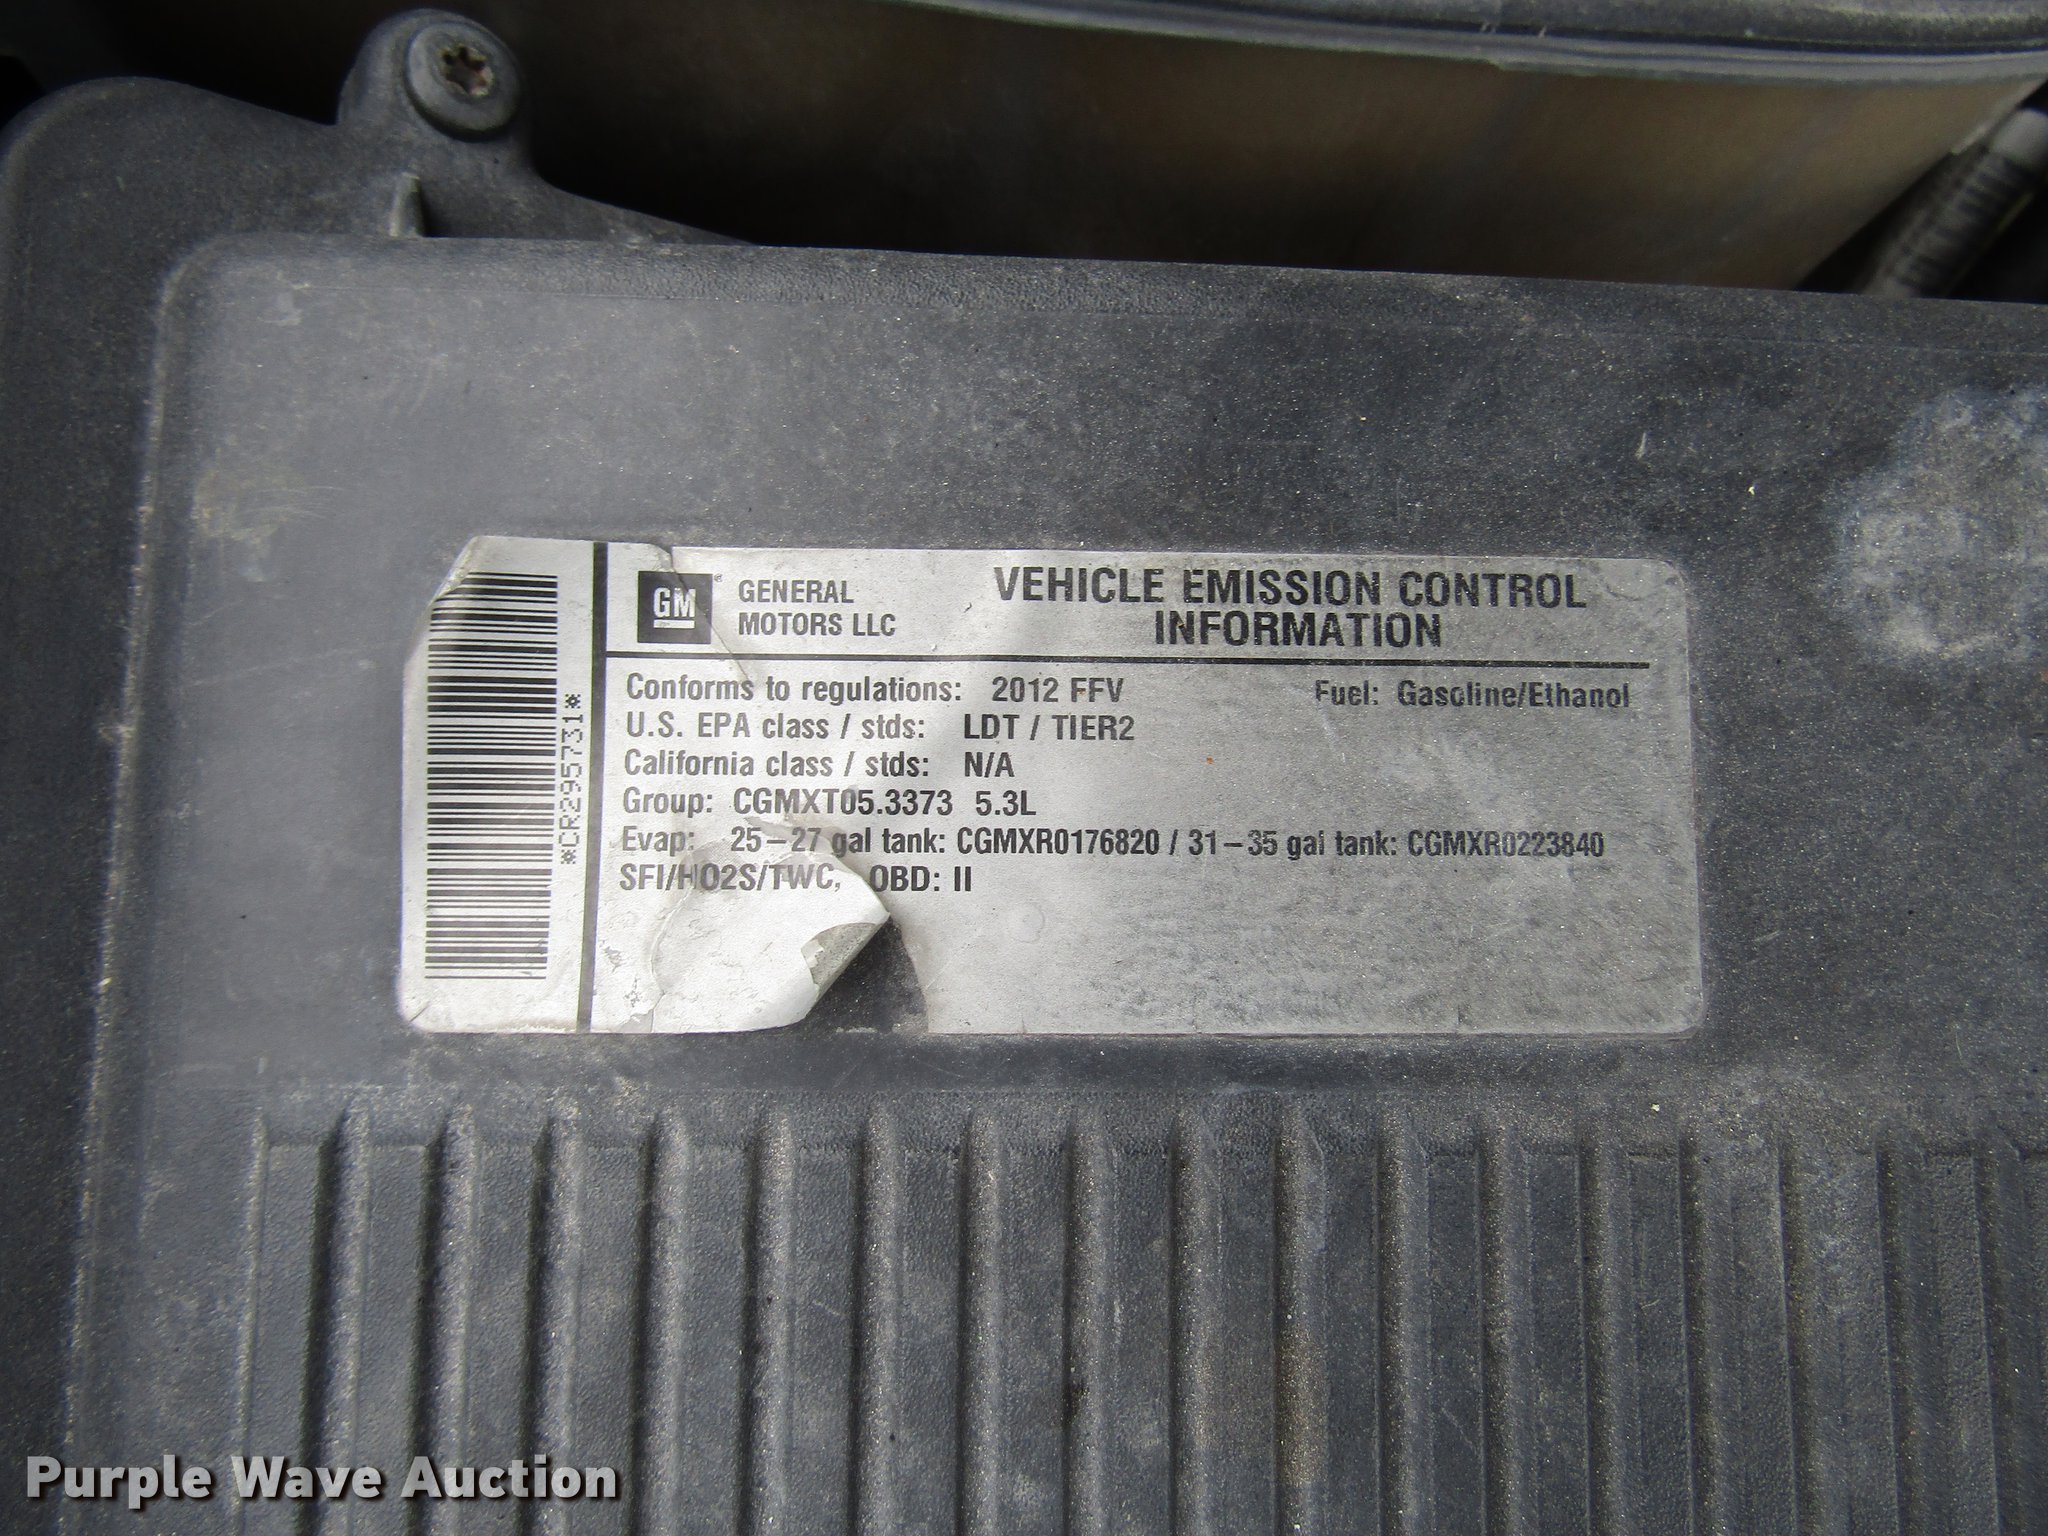 GM
GENERAL
MOTORS LLC
VEHICLE EMISSION CONTROL
INFORMATION
*CR295731*
Conforms to regulations: 2012 FFV Fuel: Gasoline/Ethanol
U.S. EPA class / stds: LDT / TIER2
California class / stds: N/A
Group: CGMXT05.3373 5.3L
Evap: 25–27 gal tank: CGMXR0176820 / 31–35 gal tank: CGMXR0223840
SFI/HO2S/TWC, OBD: II
Purple Wave Auction